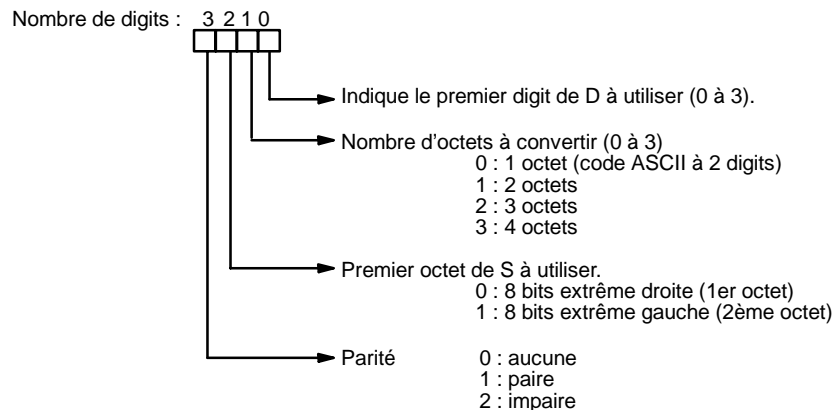 Nombre de digits : 3 2 1 0
Indique le premier digit de D à utiliser (0 à 3).
Nombre d'octets à convertir (0 à 3)
0 : 1 octet (code ASCII à 2 digits)
1 : 2 octets
2 : 3 octets
3 : 4 octets
Premier octet de S à utiliser.
0 : 8 bits extrême droite (1er octet)
1 : 8 bits extrême gauche (2ème octet)
Parité 0 : aucune
1 : paire
2 : impaire